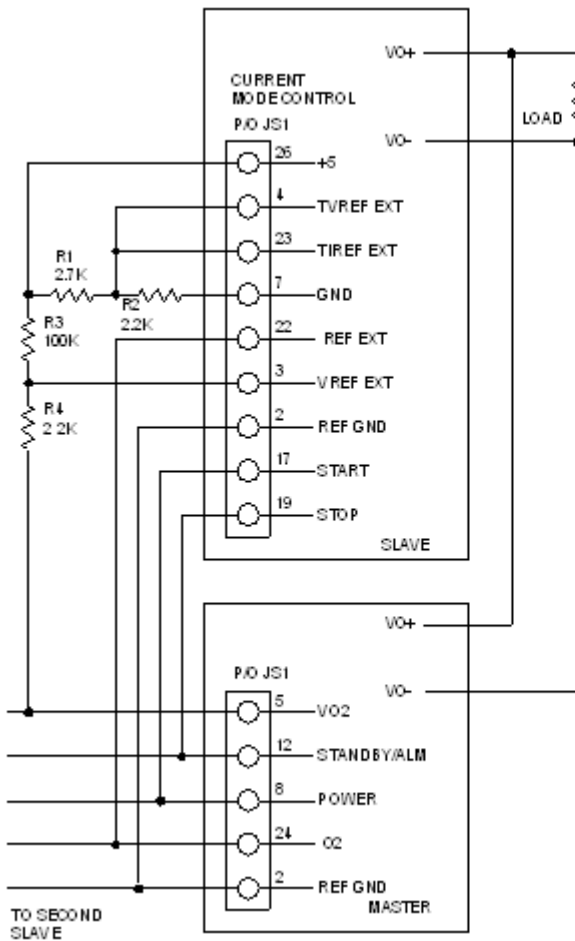 VO+
CURRENT
MODE CONTROL
P/O JS1
LOAD
VO-
26
+5
4
TVREF EXT
23
TIREF EXT
R1
2.7K
7
GND
R2
2.2K
R3
100K
22
REF EXT
3
VREF EXT
R4
2.2K
2
REF GND
17
START
19
STOP
SLAVE
VO+
P/O JS1
VO-
5
VO2
12
STANDBY/ALM
8
POWER
24
O2
2
REF GND
MASTER
TO SECOND
SLAVE